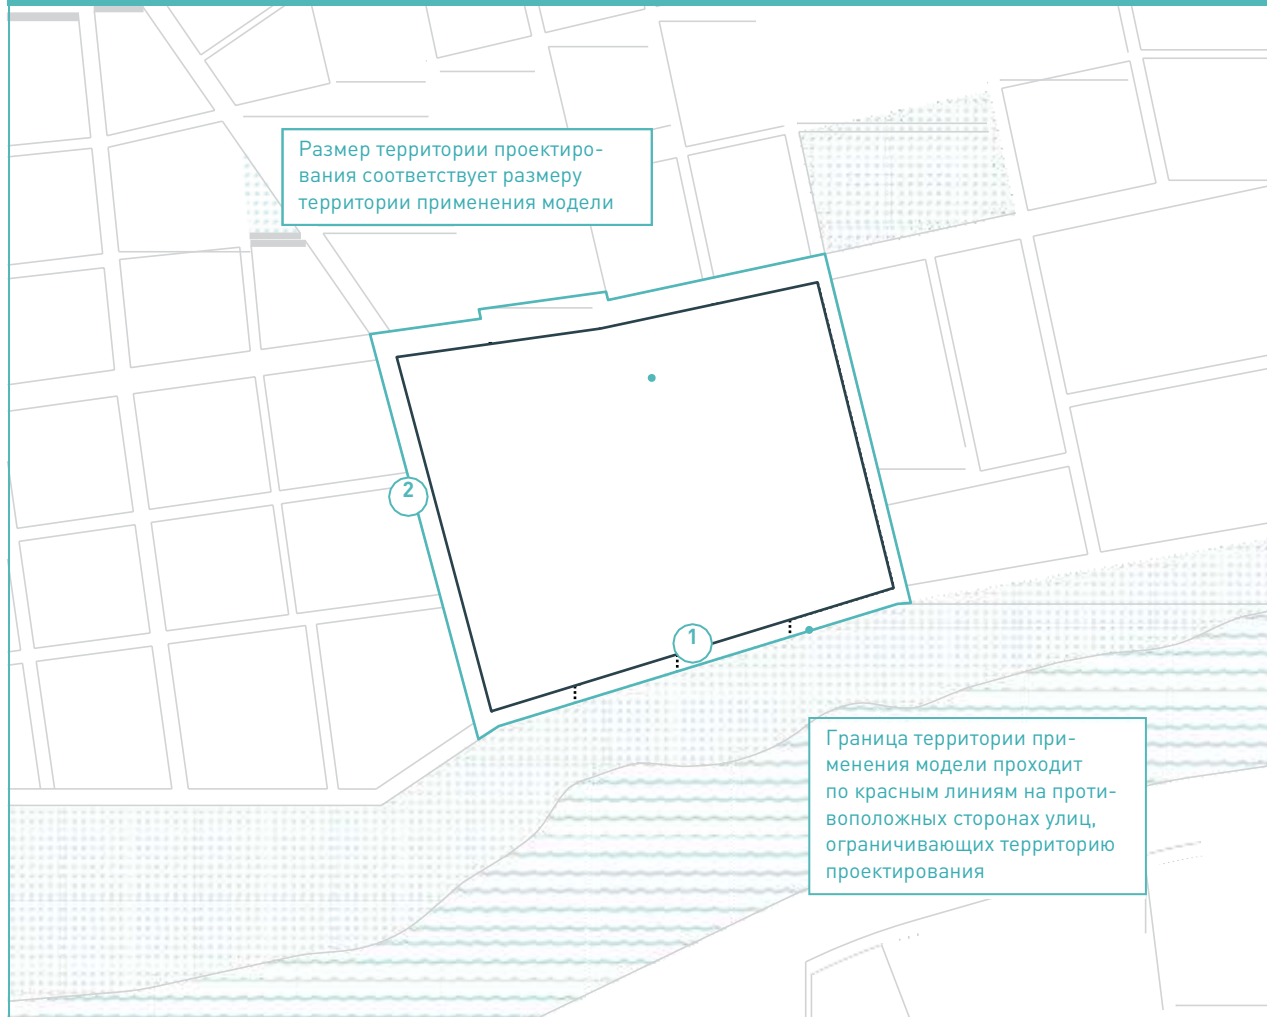 Размер территории проектиро-
вания соответствует размеру
территории применения модели
2
1
Граница территории при-
менения модели проходит
по красным линиям на проти-
воположных сторонах улиц,
ограничивающих территорию
проектирования